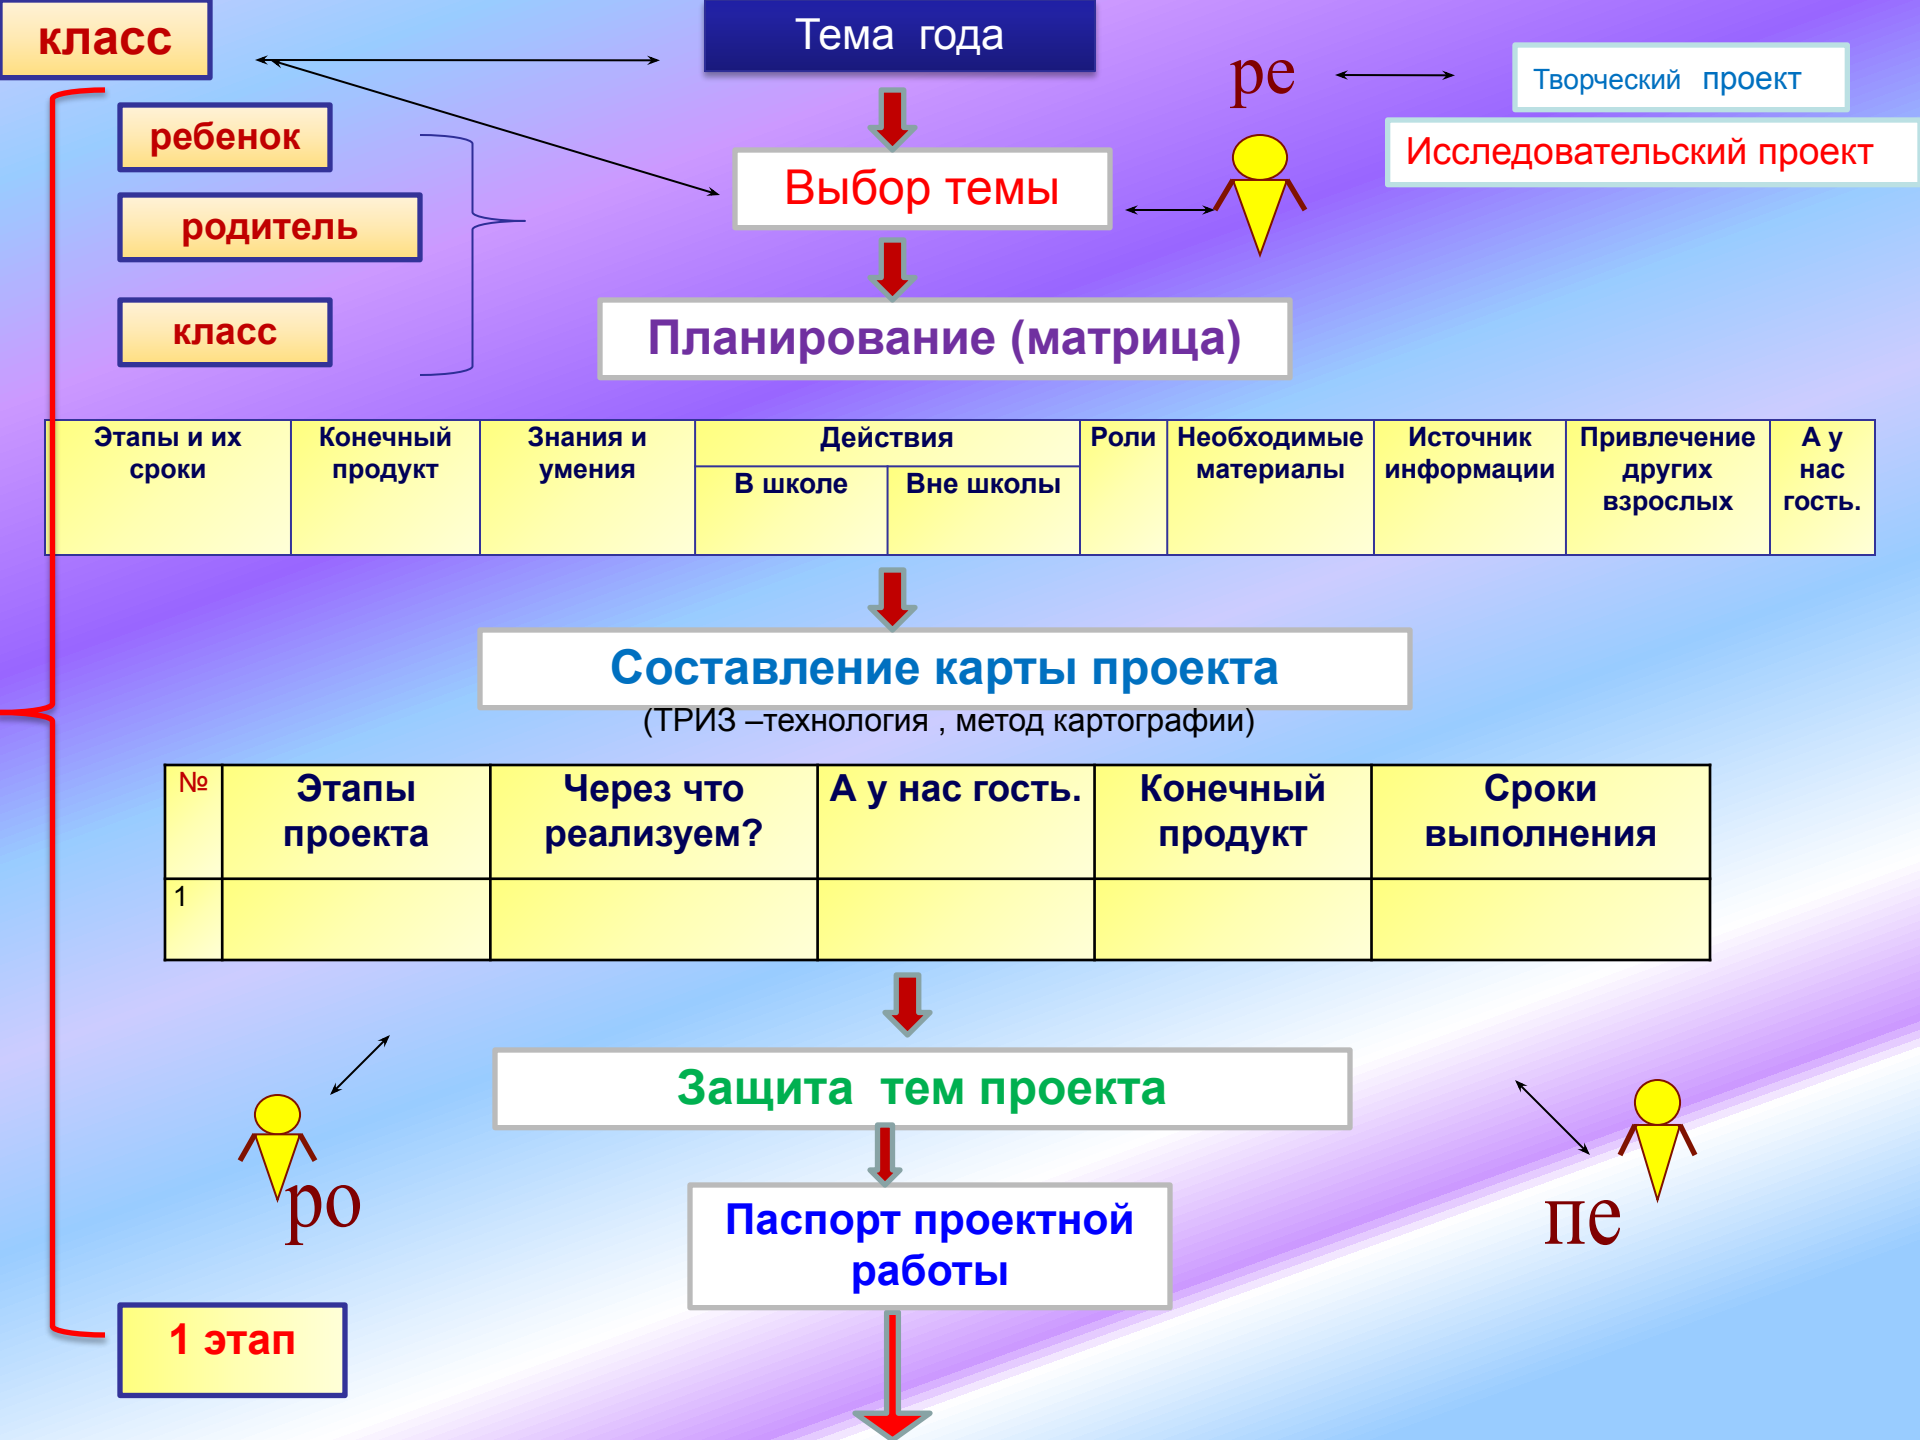 класс
Тема года
ре
Творческий проект
Исследовательский проект
ребенок
Выбор темы
родитель
класс
Планирование (матрица)
Этапы и их
сроки
Конечный
продукт
Знания и
умения
Действия
В школе
Вне школы
Роли
Необходимые
материалы
Источник
информации
Привлечение
других
взрослых
А у
нас
гость.
Составление карты проекта
(ТРИЗ –технология , метод картографии)
№
Этапы
проекта
Через что
реализуем?
А у нас гость.
Конечный
продукт
Сроки
выполнения
1
Защита тем проекта
ро
пе
Паспорт проектной
работы
1 этап